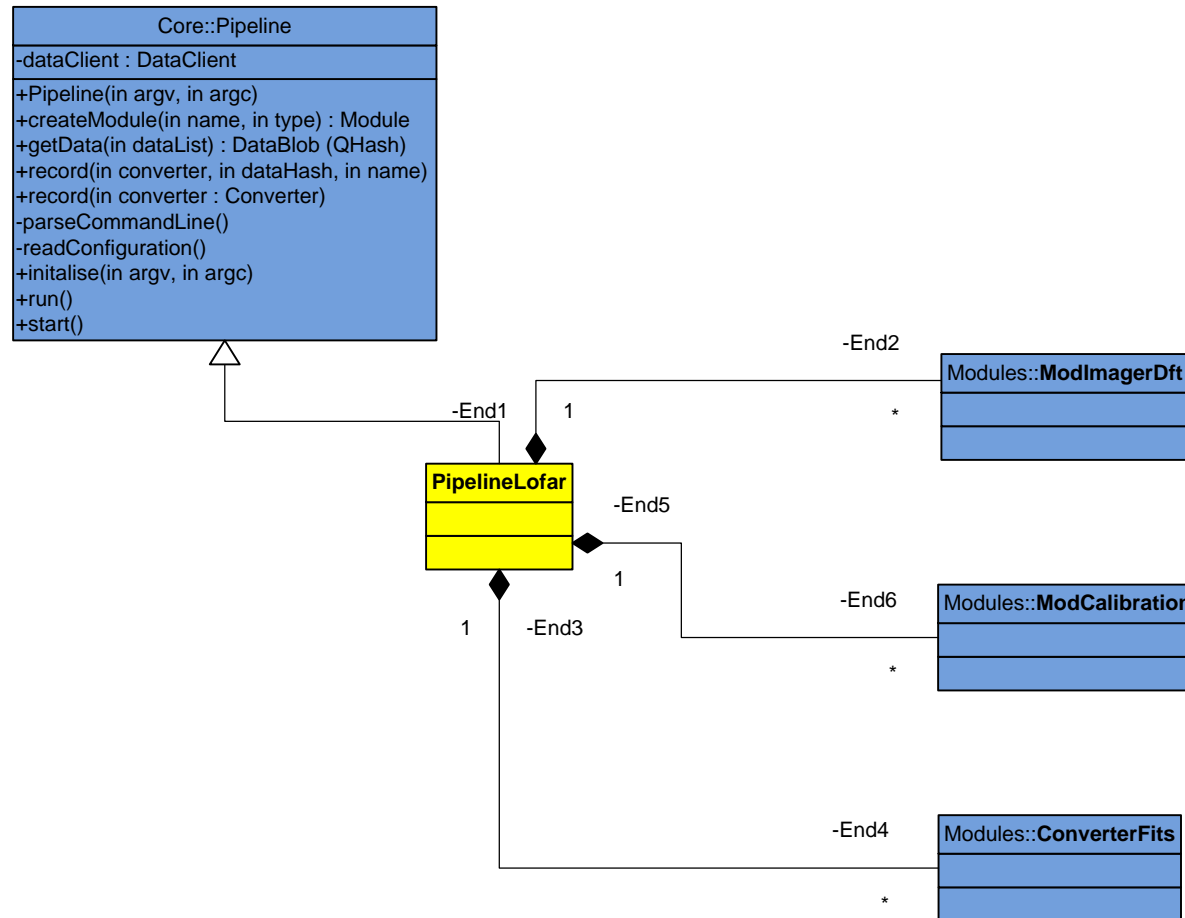 Core::Pipeline
-dataClient : DataClient
+Pipeline(in argv, in argc)
+createModule(in name, in type) : Module
+getData(in dataList) : DataBlob (QHash)
+record(in converter, in dataHash, in name)
+record(in converter : Converter)
-parseCommandLine()
-readConfiguration()
+initalise(in argv, in argc)
+run()
+start()
-End2
Modules::ModImagerDft
-End1
1
*
PipelineLofar
-End5
1
-End6
Modules::ModCalibration
*
1
-End3
-End4
Modules::ConverterFits
*